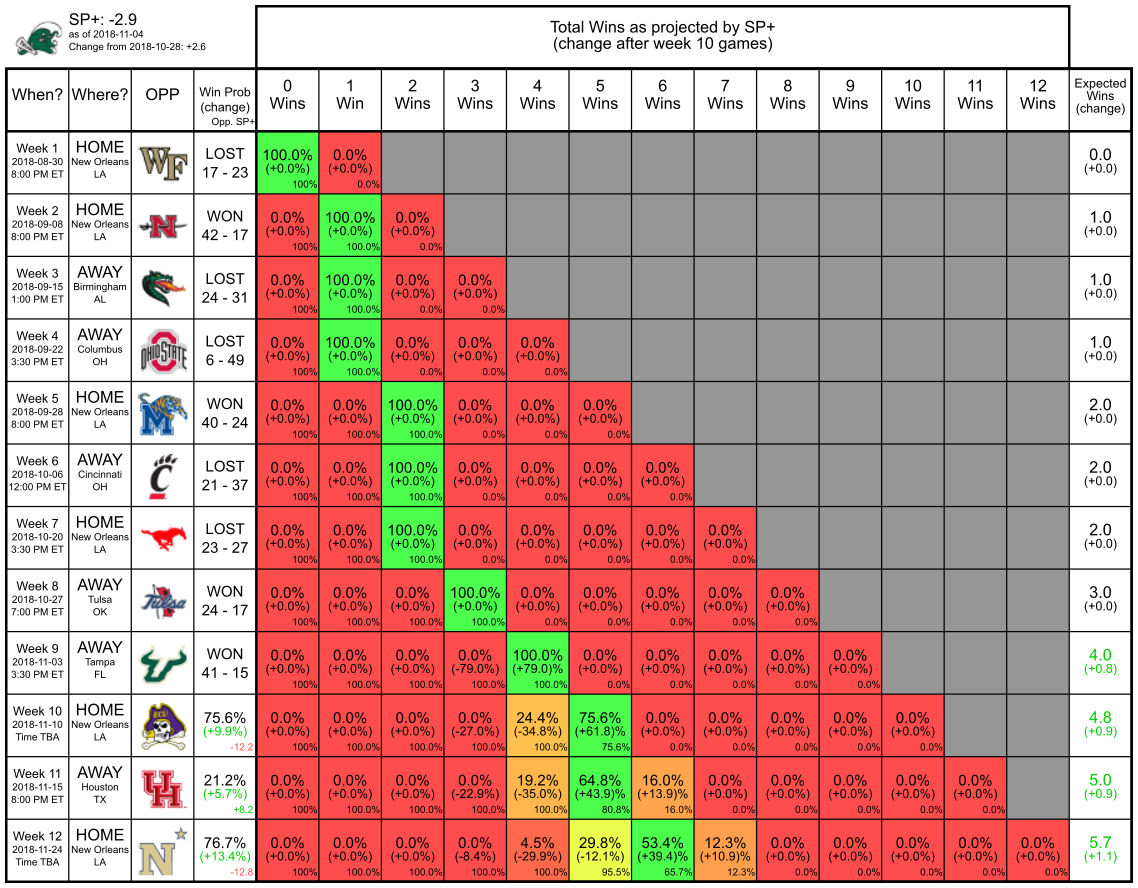 SP+: -2.9
as of 2018-11-04
Change from 2018-10-28: +2.6
Total Wins as projected by SP+
(change after week 10 games)
When? Where? OPP Win Prob (change) Opp. SP+ 0 Wins 1 Win 2 Wins 3 Wins 4 Wins 5 Wins 6 Wins 7 Wins 8 Wins 9 Wins 10 Wins 11 Wins 12 Wins Expected Wins (change)
Week 1 HOME WF LOST 100.0% 0.0% 0.0
2018-08-30 New Orleans 17 - 23 (+0.0%) (+0.0%) (+0.0)
8:00 PM ET LA 100% 0.0%
Week 2 HOME N WON 0.0% 100.0% 0.0% 1.0
2018-09-08 New Orleans 42 - 17 (+0.0%) (+0.0%) (+0.0%) (+0.0)
8:00 PM ET LA 100% 100.0% 0.0%
Week 3 AWAY LOST 0.0% 100.0% 0.0% 0.0% 1.0
2018-09-15 Birmingham 24 - 31 (+0.0%) (+0.0%) (+0.0%) (+0.0%) (+0.0)
1:00 PM ET AL 100% 100.0% 0.0% 0.0%
Week 4 AWAY OHIO STATE LOST 0.0% 100.0% 0.0% 0.0% 0.0% 1.0
2018-09-22 Columbus 6 - 49 (+0.0%) (+0.0%) (+0.0%) (+0.0%) (+0.0%) (+0.0)
3:30 PM ET OH 100% 100.0% 0.0% 0.0% 0.0%
Week 5 HOME M WON 0.0% 0.0% 100.0% 0.0% 0.0% 0.0% 2.0
2018-09-28 New Orleans 40 - 24 (+0.0%) (+0.0%) (+0.0%) (+0.0%) (+0.0%) (+0.0%) (+0.0)
8:00 PM ET LA 100% 100.0% 100.0% 0.0% 0.0% 0.0%
Week 6 AWAY C LOST 0.0% 0.0% 100.0% 0.0% 0.0% 0.0% 0.0% 2.0
2018-10-06 Cincinnati 21 - 37 (+0.0%) (+0.0%) (+0.0%) (+0.0%) (+0.0%) (+0.0%) (+0.0%) (+0.0)
12:00 PM ET OH 100% 100.0% 100.0% 0.0% 0.0% 0.0% 0.0%
Week 7 HOME LOST 0.0% 0.0% 100.0% 0.0% 0.0% 0.0% 0.0% 0.0% 2.0
2018-10-20 New Orleans 23 - 27 (+0.0%) (+0.0%) (+0.0%) (+0.0%) (+0.0%) (+0.0%) (+0.0%) (+0.0%) (+0.0)
3:30 PM ET LA 100% 100.0% 100.0% 0.0% 0.0% 0.0% 0.0% 0.0%
Week 8 AWAY Tulsa WON 0.0% 0.0% 0.0% 100.0% 0.0% 0.0% 0.0% 0.0% 0.0% 3.0
2018-10-27 Tulsa 24 - 17 (+0.0%) (+0.0%) (+0.0%) (+0.0%) (+0.0%) (+0.0%) (+0.0%) (+0.0%) (+0.0%) (+0.0)
7:00 PM ET OK 100% 100.0% 100.0% 100.0% 0.0% 0.0% 0.0% 0.0% 0.0%
Week 9 AWAY WON 0.0% 0.0% 0.0% 0.0% 100.0% 0.0% 0.0% 0.0% 0.0% 0.0% 4.0
2018-11-03 Tampa 41 - 15 (+0.0%) (+0.0%) (+0.0%) (-79.0%) (+79.0)% (+0.0%) (+0.0%) (+0.0%) (+0.0%) (+0.0%) (+0.8)
3:30 PM ET FL 100% 100.0% 100.0% 100.0% 100.0% 0.0% 0.0% 0.0% 0.0% 0.0%
Week 10 HOME ECU 75.6% 0.0% 0.0% 0.0% 0.0% 24.4% 75.6% 0.0% 0.0% 0.0% 0.0% 0.0% 4.8
2018-11-10 New Orleans (+9.9%) (+0.0%) (+0.0%) (+0.0%) (-27.0%) (-34.8%) (+61.8)% (+0.0%) (+0.0%) (+0.0%) (+0.0%) (+0.0%) (+0.9)
Time TBA LA -12.2 100% 100.0% 100.0% 100.0% 100.0% 75.6% 0.0% 0.0% 0.0% 0.0% 0.0%
Week 11 AWAY UH 21.2% 0.0% 0.0% 0.0% 0.0% 19.2% 64.8% 16.0% 0.0% 0.0% 0.0% 0.0% 0.0% 5.0
2018-11-15 Houston (+5.7%) (+0.0%) (+0.0%) (+0.0%) (-22.9%) (-35.0%) (+43.9)% (+13.9%) (+0.0%) (+0.0%) (+0.0%) (+0.0%) (+0.0%) (+0.9)
8:00 PM ET TX +8.2 100% 100.0% 100.0% 100.0% 100.0% 80.8% 16.0% 0.0% 0.0% 0.0% 0.0% 0.0%
Week 12 HOME N 76.7% 0.0% 0.0% 0.0% 0.0% 4.5% 29.8% 53.4% 12.3% 0.0% 0.0% 0.0% 0.0% 0.0% 5.7
2018-11-24 New Orleans (+13.4%) (+0.0%) (+0.0%) (+0.0%) (-8.4%) (-29.9%) (-12.1%) (+39.4)% (+10.9)% (+0.0%) (+0.0%) (+0.0%) (+0.0%) (+0.0%) (+1.1)
Time TBA LA -12.8 100% 100.0% 100.0% 100.0% 100.0% 95.5% 65.7% 12.3% 0.0% 0.0% 0.0% 0.0% 0.0%